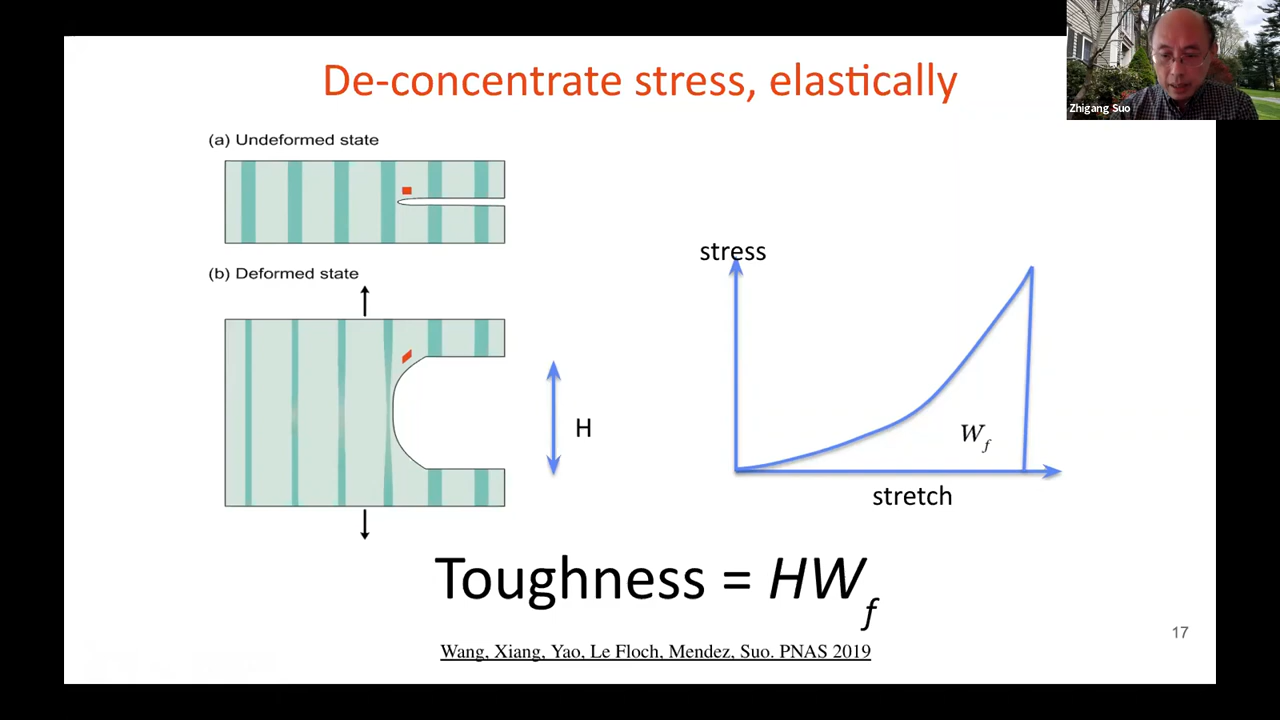 De-concentrate stress, elastically
Zhigang Suo
(a) Undeformed state
(b) Deformed state
H
stress
W_f
stretch
Toughness = HW_f
Wang, Xiang, Yao, Le Floch, Mendez, Suo. PNAS 2019
17